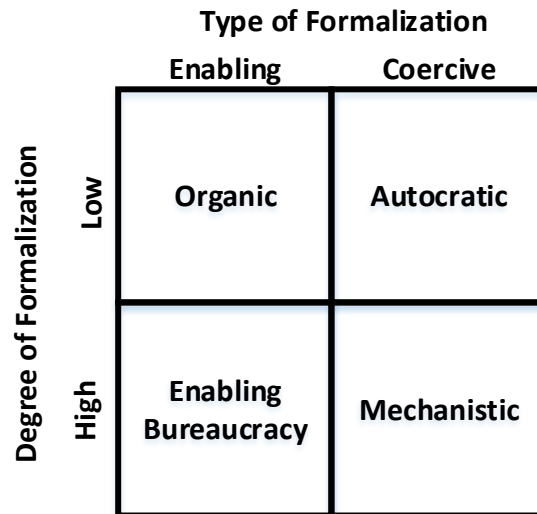 Type of Formalization
Enabling Coercive
Degree of Formalization
Low
Organic Autocratic
High
Enabling
Bureaucracy
Mechanistic